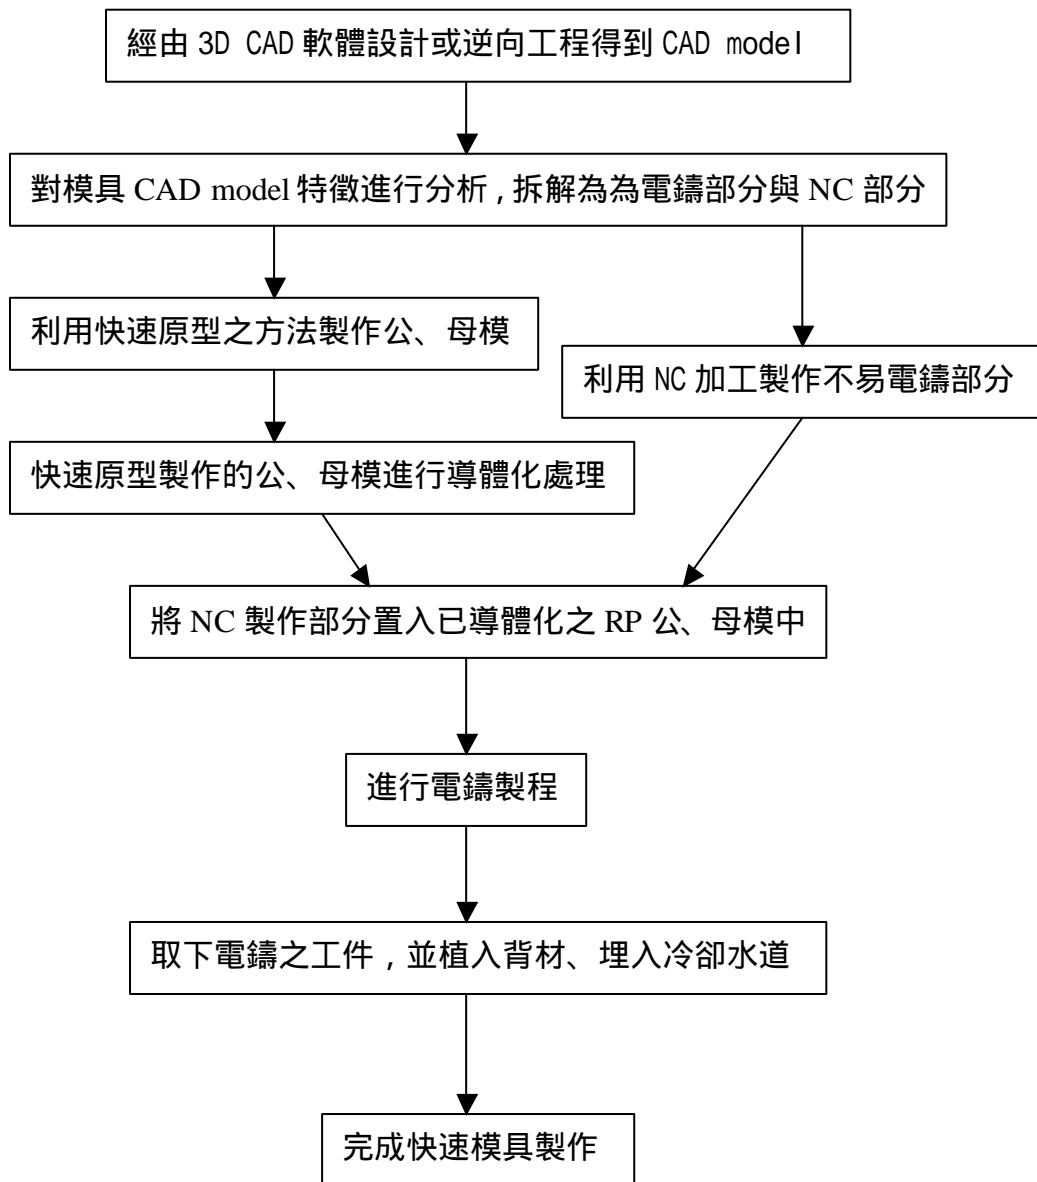 經由 3D CAD 軟體設計或逆向工程得到 CAD model
對模具 CAD model 特徵進行分析，拆解為為電鑄部分與 NC 部分
利用快速原型之方法製作公、母模
利用 NC 加工製作不易電鑄部分
快速原型製作的公、母模進行導體化處理
將 NC 製作部分置入已導體化之 RP 公、母模中
進行電鑄製程
取下電鑄之工件，並植入背材、埋入冷卻水道
完成快速模具製作